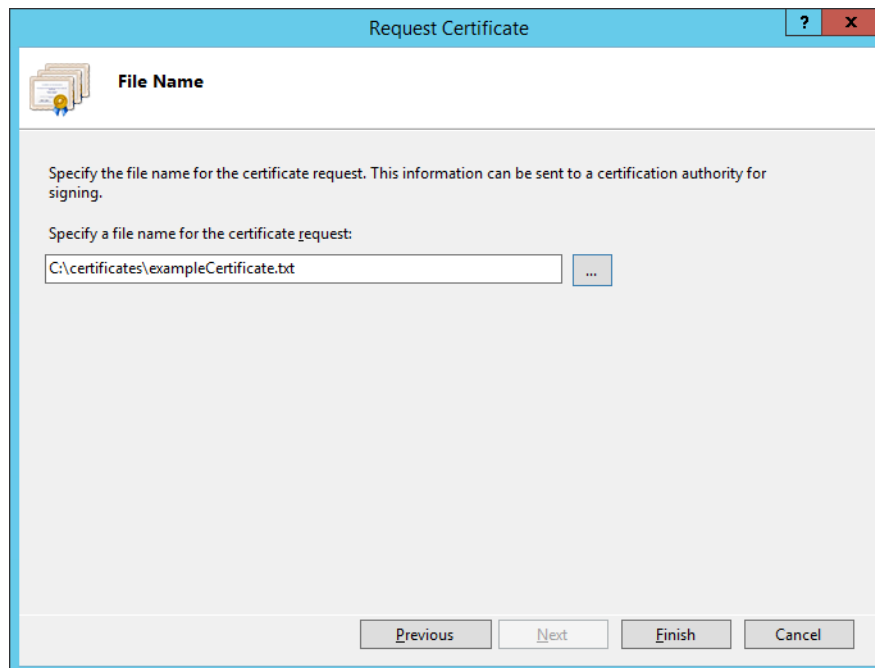 Request Certificate
?
x
File Name
Specify the file name for the certificate request. This information can be sent to a certification authority for
signing.
Specify a file name for the certificate request:
C:\certificates\exampleCertificate.txt
...
Previous
Next
Finish
Cancel